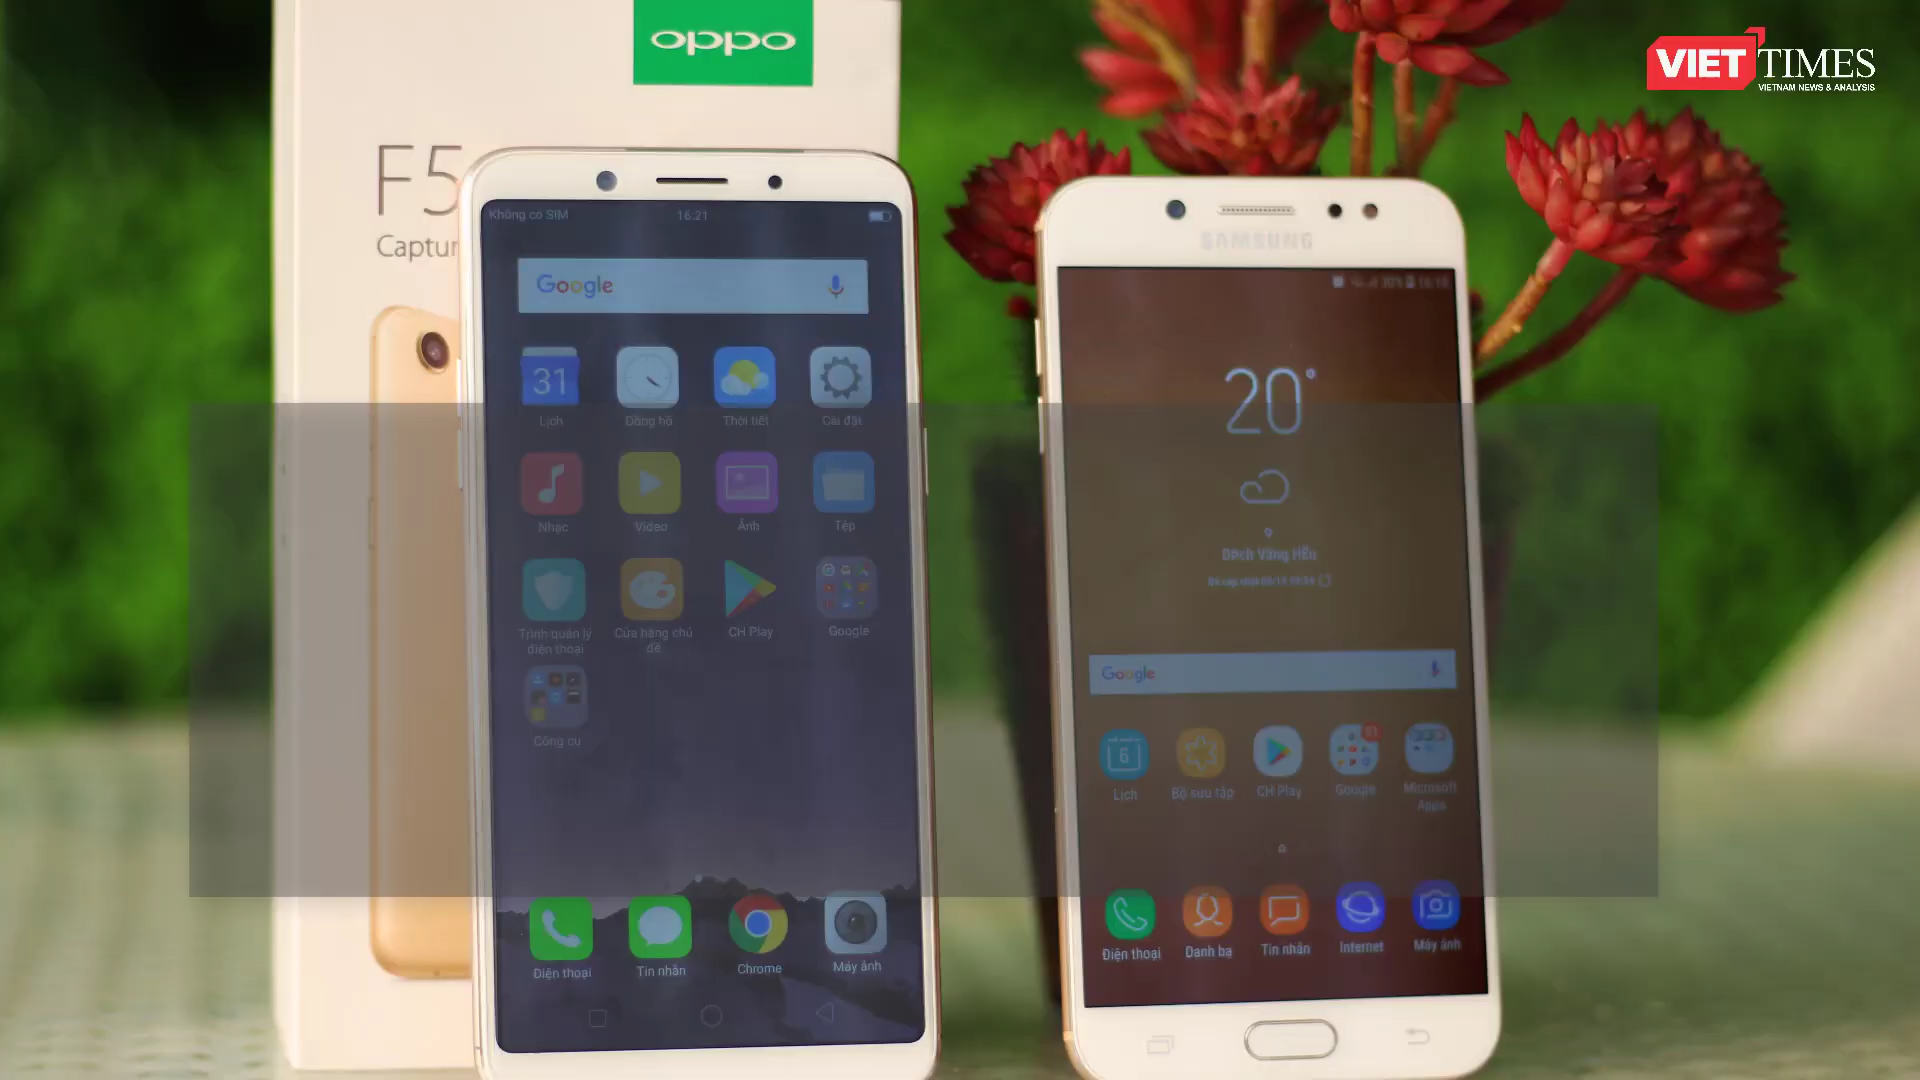 oppo
VIET TIMES
VIETNAM NEWS & ANALYSIS
F5
Captur
Không có SIM 16:21
SAMSUNG
Google
31
Lịch Đồng hồ Thời tiết Cài đặt
Nhạc Video Ảnh Tệp
Trình quản lý điện thoại
Cửa hàng chủ đề
CH Play Google
Công cụ
Điện thoại Tin nhắn Chrome Máy ảnh
20°
Google
6
Lịch Bộ sưu tập CH Play Google Microsoft Apps
Điện thoại Danh bạ Tin nhắn Internet Máy ảnh